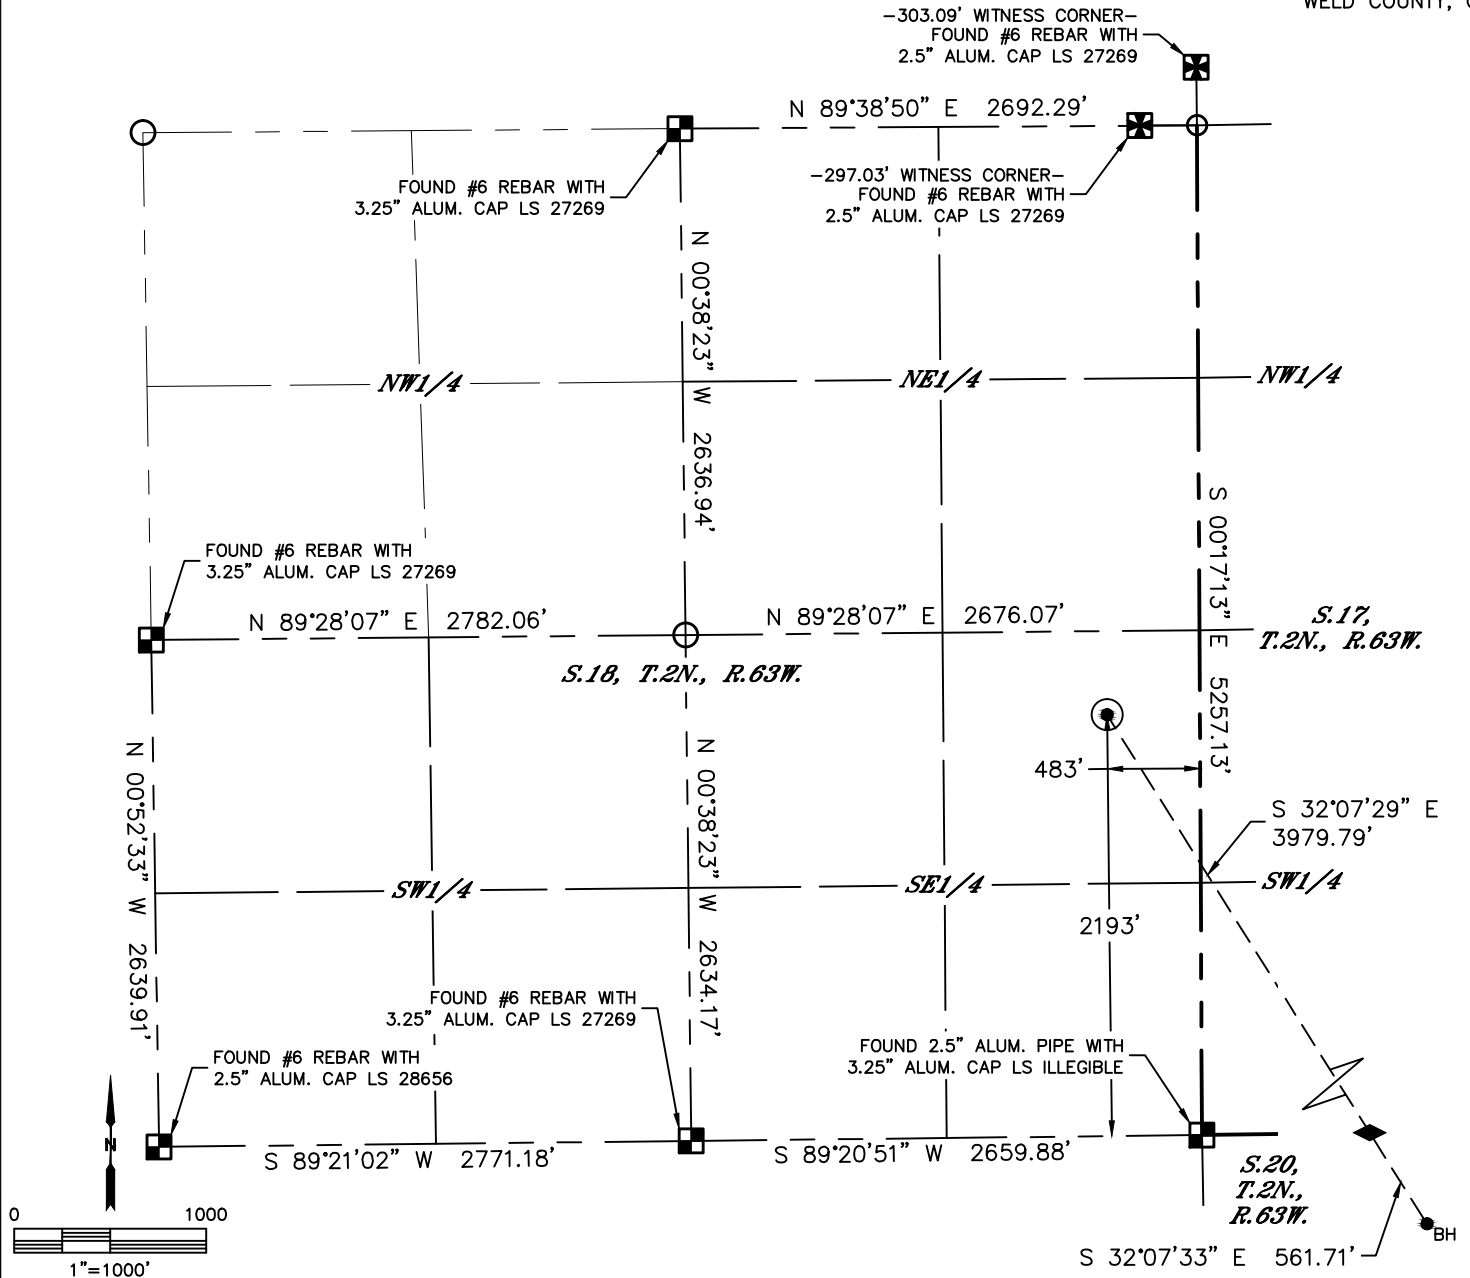 WELD COUNTY,
-303.09' WITNESS CORNER-
FOUND #6 REBAR WITH
2.5" ALUM. CAP LS 27269
N 89°38'50" E 2692.29'
FOUND #6 REBAR WITH
3.25" ALUM. CAP LS 27269
-297.03' WITNESS CORNER-
FOUND #6 REBAR WITH
2.5" ALUM. CAP LS 27269
N 00°38'23" W 2636.94'
NW1/4
NE1/4
NW1/4
S 00°17'13" E 5257.13'
FOUND #6 REBAR WITH
3.25" ALUM. CAP LS 27269
N 89°28'07" E 2782.06'
N 89°28'07" E 2676.07'
S.17,
T.2N., R.63W.
S.18, T.2N., R.63W.
N 00°52'33" W 2639.91'
N 00°38'23" W 2634.17'
483'
S 32°07'29" E
3979.79'
SW1/4
SE1/4
SW1/4
2193'
FOUND #6 REBAR WITH
3.25" ALUM. CAP LS 27269
FOUND #6 REBAR WITH
2.5" ALUM. CAP LS 28656
FOUND 2.5" ALUM. PIPE WITH
3.25" ALUM. CAP LS ILLEGIBLE
N
S 89°21'02" W 2771.18'
S 89°20'51" W 2659.88'
S.20,
T.2N.,
R.63W.
0 1000
1"=1000'
BH
S 32°07'33" E 561.71'